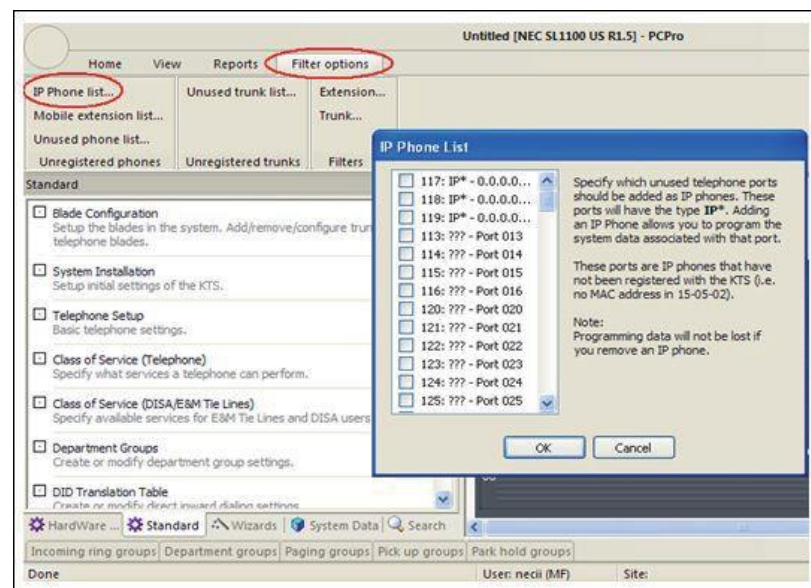 Untitled [NEC SL1100 US R1.5] - PCPro
Home View Reports Filter options
IP Phone list...
Mobile extension list...
Unused phone list...
Unregistered phones
Unused trunk list...
Unregistered trunks
Extension...
Trunk...
Filters
Standard
Blade Configuration
Setup the blades in the system. Add/remove/configure
telephone blades.
System Installation
Setup initial settings of the KTS.
Telephone Setup
Basic telephone settings.
Class of Service (Telephone)
Specify what services a telephone can perform.
Class of Service (DISA/E&M Tie Lines)
Specify available services for E&M Tie Lines and DISA users
Department Groups
Create or modify department group settings.
DID Translation Table
Create or modify direct inward dialing settings
IP Phone List
117: IP* - 0.0.0.0...
118: IP* - 0.0.0.0...
119: IP* - 0.0.0.0...
113: ??? - Port 013
114: ??? - Port 014
115: ??? - Port 015
116: ??? - Port 016
120: ??? - Port 020
121: ??? - Port 021
122: ??? - Port 022
123: ??? - Port 023
124: ??? - Port 024
125: ??? - Port 025
Specify which unused telephone ports
should be added as IP phones. These
ports will have the type IP*. Adding
an IP Phone allows you to program the
system data associated with that port.
These ports are IP phones that have
not been registered with the KTS (i.e.
no MAC address in 15-05-02).
Note:
Programming data will not be lost if
you remove an IP phone.
OK Cancel
HardWare ... Standard Wizards System Data Search
Incoming ring groups Department groups Paging groups Pick up groups Park hold groups
Done User: necii (MF) Site: